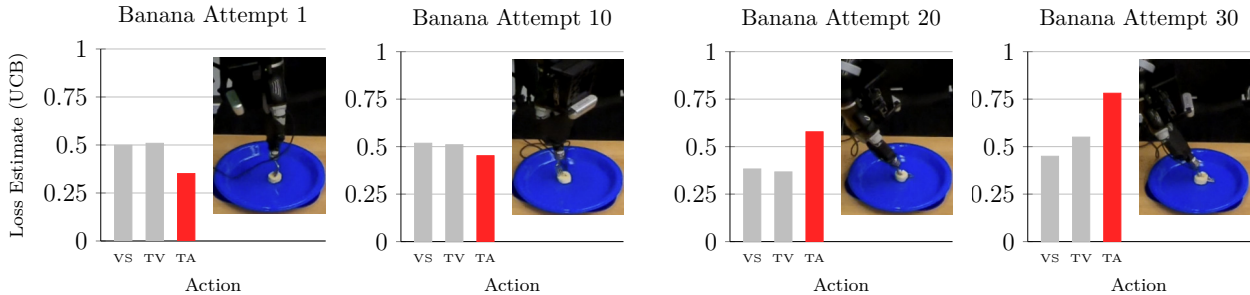 Banana Attempt 1
Loss Estimate (UCB)
1
0.75
0.5
0.25
0
VS TV TA
Action
Banana Attempt 10
1
0.75
0.5
0.25
0
VS TV TA
Action
Banana Attempt 20
1
0.75
0.5
0.25
0
VS TV TA
Action
Banana Attempt 30
1
0.75
0.5
0.25
0
VS TV TA
Action